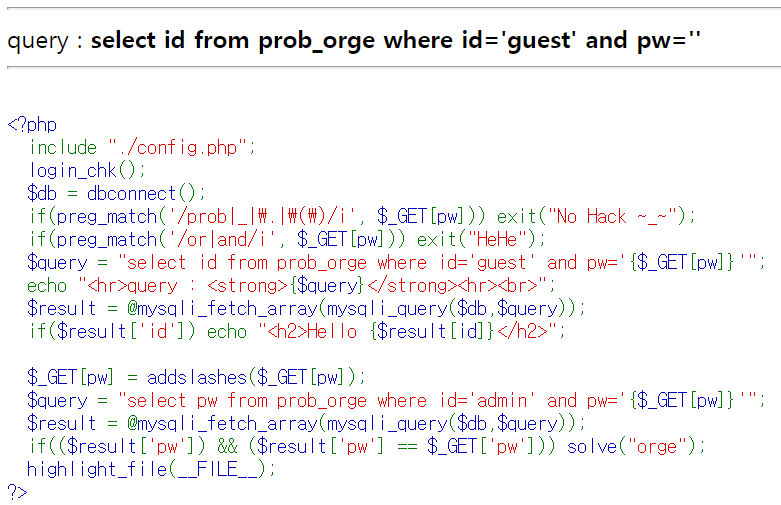 query : select id from prob_orge where id='guest' and pw=''
<?php
include "./config.php";
login_chk();
$db = dbconnect();
if(preg_match('/prob|_|₩.|₩(₩)/i', $_GET[pw])) exit("No Hack ~_~");
if(preg_match('/or|and/i', $_GET[pw])) exit("HeHe");
$query = "select id from prob_orge where id='guest' and pw='{$_GET[pw]}'";
echo "<hr>query : <strong>{$query}</strong><hr><br>";
$result = @mysqli_fetch_array(mysqli_query($db,$query));
if($result['id']) echo "<h2>Hello {$result[id]}</h2>";
$_GET[pw] = addslashes($_GET[pw]);
$query = "select pw from prob_orge where id='admin' and pw='{$_GET[pw]}'";
$result = @mysqli_fetch_array(mysqli_query($db,$query));
if(($result['pw']) && ($result['pw'] == $_GET['pw'])) solve("orge");
highlight_file(__FILE__);
?>